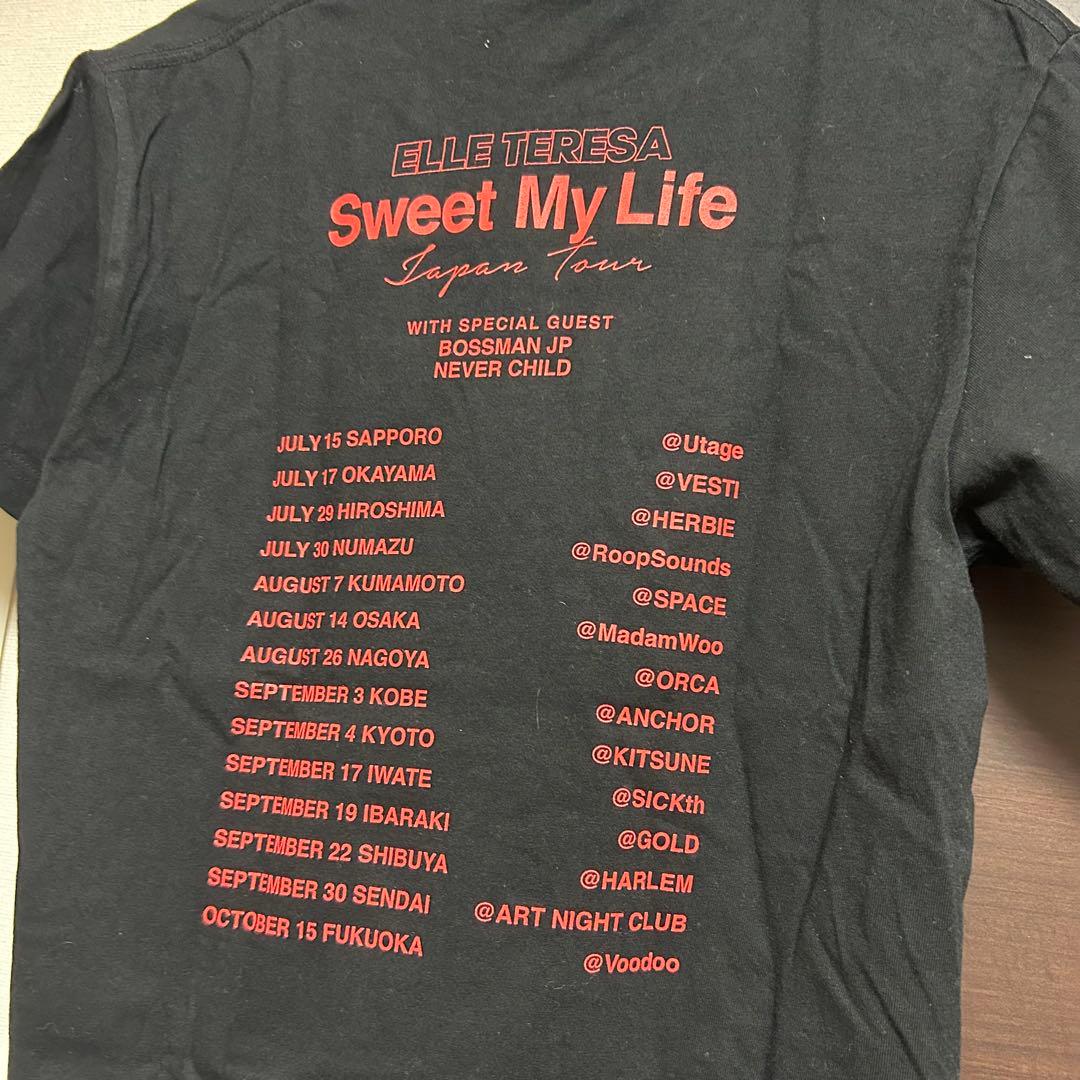 ELLE TERESA
Sweet My Life
Japan Tour
WITH SPECIAL GUEST
BOSSMAN JP
NEVER CHILD
JULY 15 SAPPORO @Utage
JULY 17 OKAYAMA @VESTI
JULY 29 HIROSHIMA @HERBIE
JULY 30 NUMAZU @RoopSounds
AUGUST 7 KUMAMOTO @SPACE
AUGUST 14 OSAKA @MadamWoo
AUGUST 26 NAGOYA @ORCA
SEPTEMBER 3 KOBE @ANCHOR
SEPTEMBER 4 KYOTO @KITSUNE
SEPTEMBER 17 IWATE @SICKth
SEPTEMBER 19 IBARAKI @GOLD
SEPTEMBER 22 SHIBUYA @HARLEM
SEPTEMBER 30 SENDAI @ART NIGHT CLUB
OCTOBER 15 FUKUOKA @Voodoo